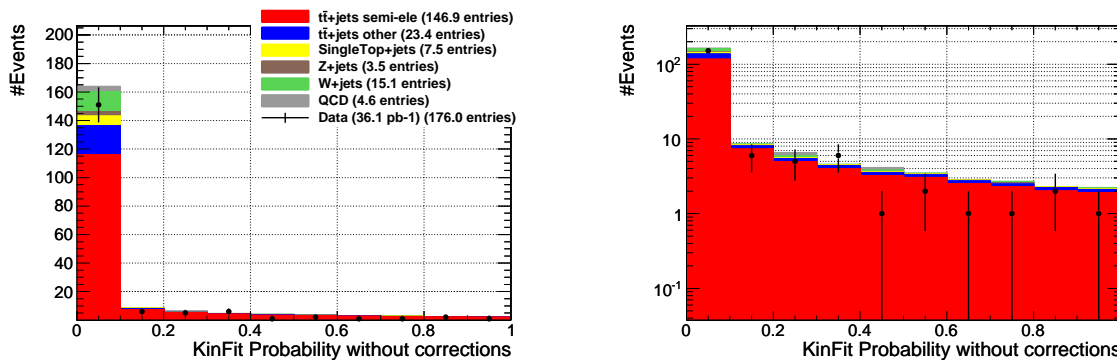 #Events
200
180
160
140
120
100
80
60
40
20
0
0.2
0.4
0.6
0.8
1
KinFit Probability without corrections
tt̄+jets semi-ele (146.9 entries)
tt̄+jets other (23.4 entries)
SingleTop+jets (7.5 entries)
Z+jets (3.5 entries)
W+jets (15.1 entries)
QCD (4.6 entries)
Data (36.1 pb-1) (176.0 entries)
#Events
10²
10
1
10⁻¹
0
0.2
0.4
0.6
0.8
KinFit Probability without corrections